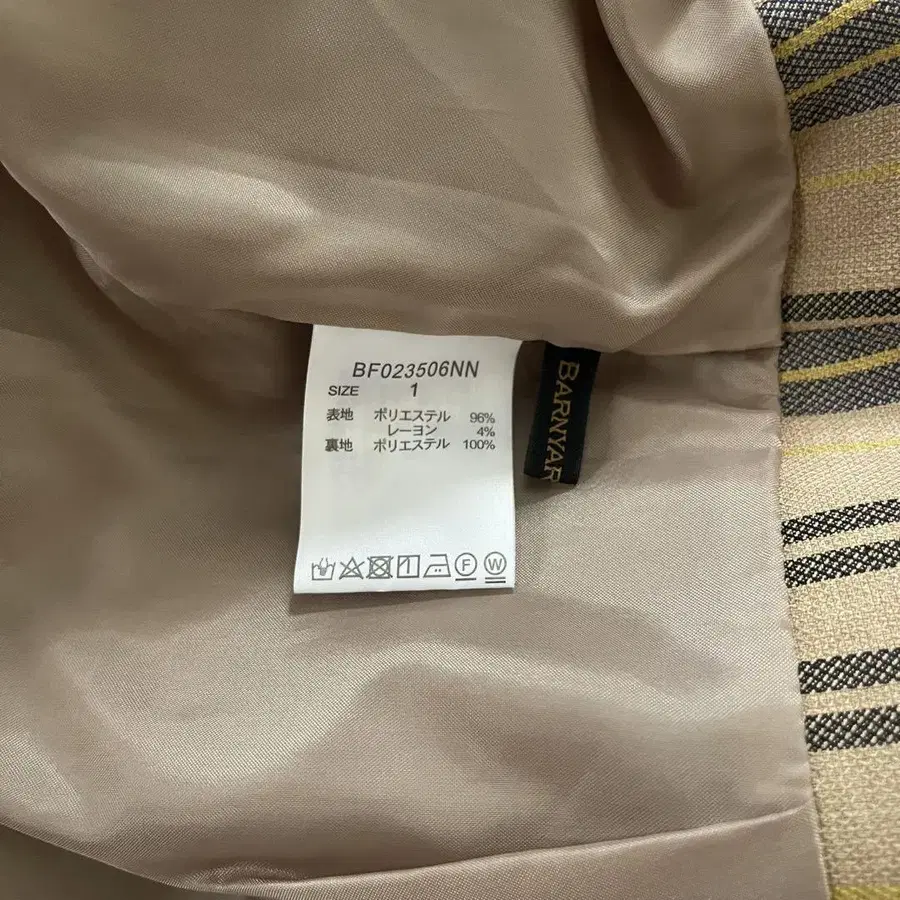 BF023506NN
SIZE 1
表地 ポリエステル 96%
レーヨン 4%
裏地 ポリエステル 100%
F W
BARNYAR